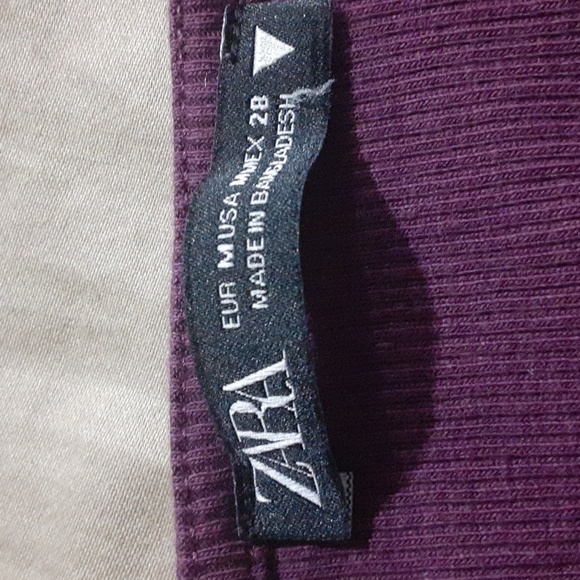 ZARA
EUR M USA M MEX 28
MADE IN BANGLADESH